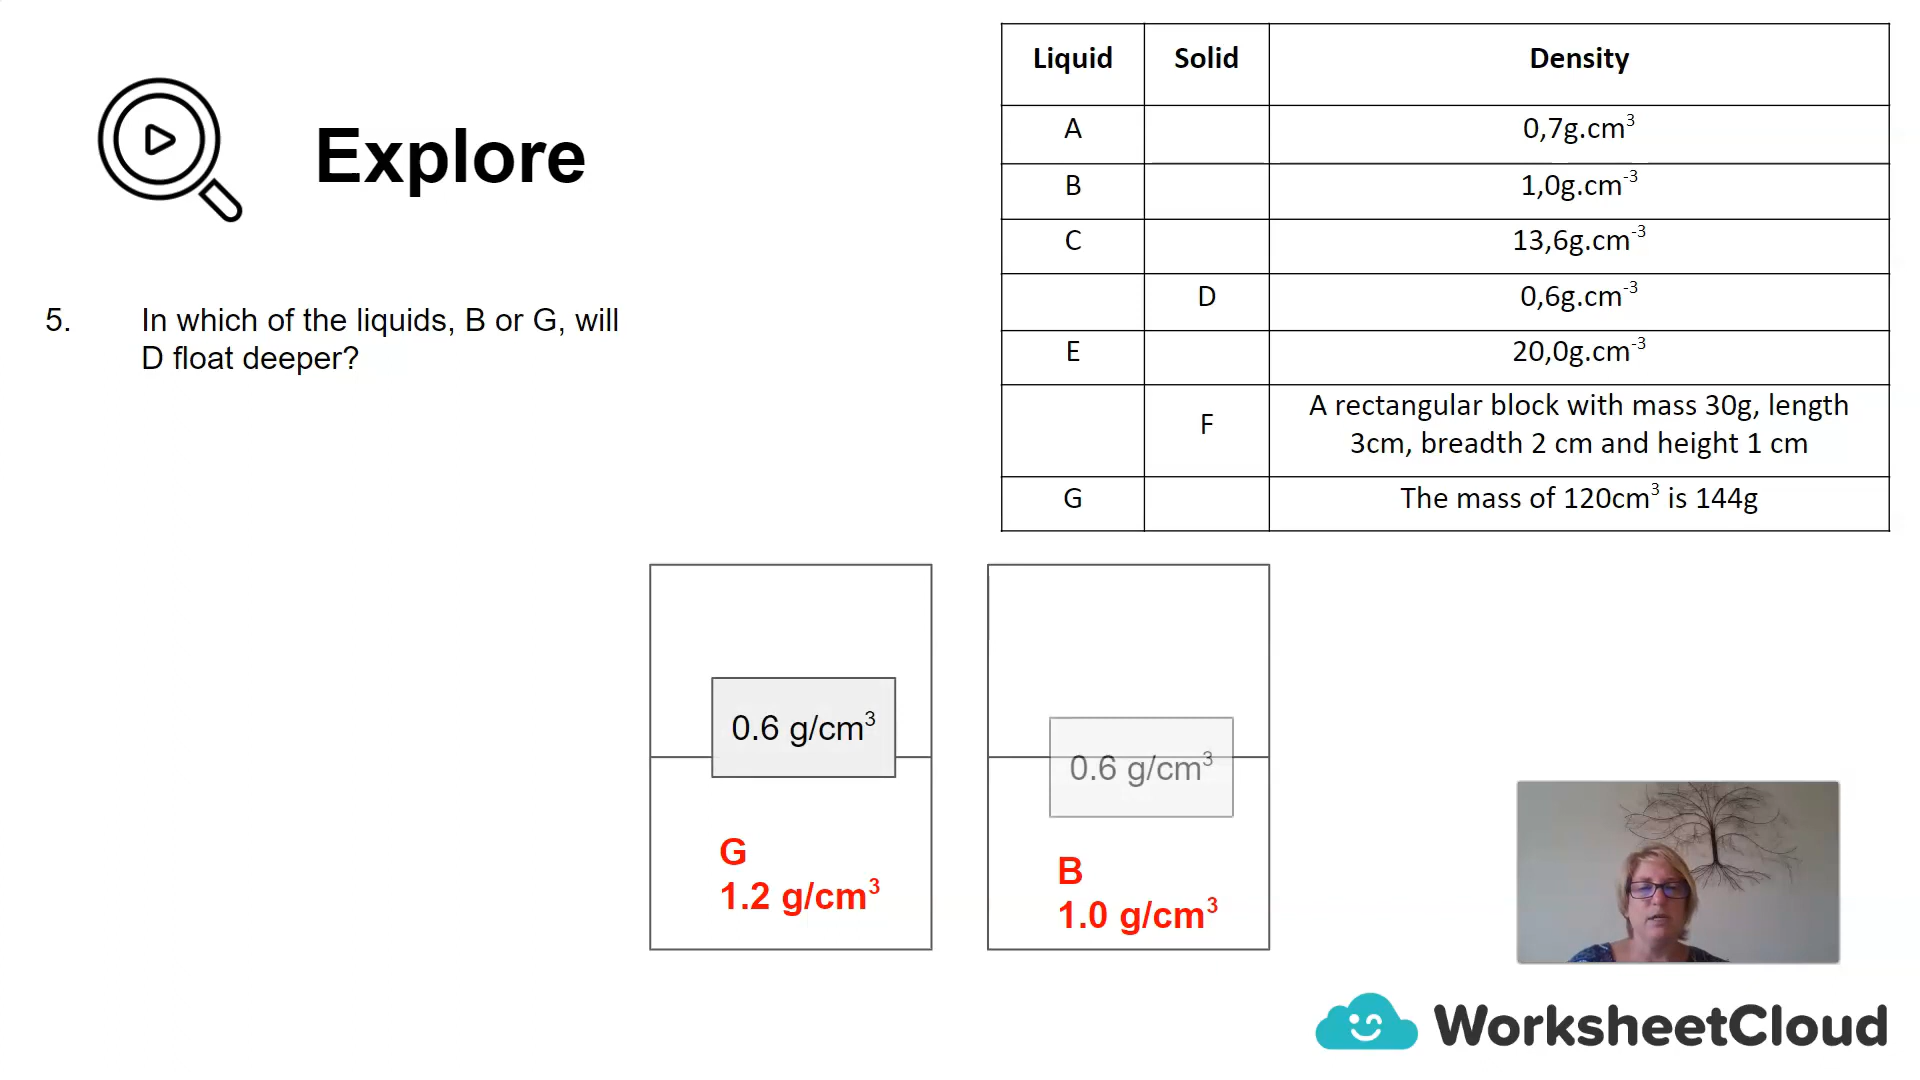 Explore
5. In which of the liquids, B or G, will
D float deeper?
Liquid Solid Density
A 0,7g.cm³
B 1,0g.cm⁻³
C 13,6g.cm⁻³
D 0,6g.cm⁻³
E 20,0g.cm⁻³
F A rectangular block with mass 30g, length
3cm, breadth 2 cm and height 1 cm
G The mass of 120cm³ is 144g
0.6 g/cm³
G
1.2 g/cm³
0.6 g/cm³
B
1.0 g/cm³
WorksheetCloud